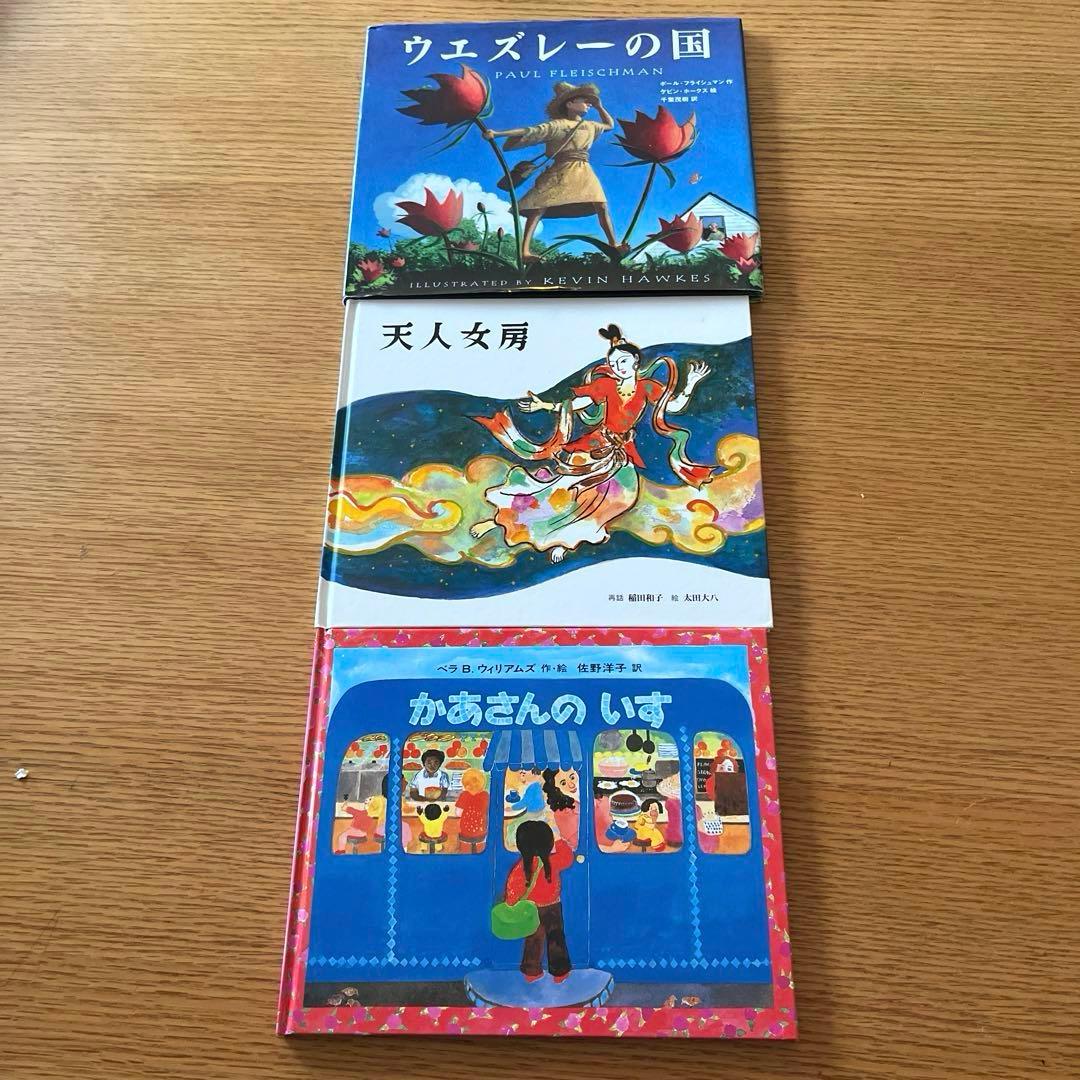 ウエズレーの国
PAUL FLEISCHMAN
ポール・フライシュマン 作
ケビン・ホークス 絵
千葉茂樹 訳
ILLUSTRATED BY KEVIN HAWKES
天人女房
再話 稲田和子 絵 太田大八
ベラ B.ウィリアムズ 作・絵 佐野洋子 訳
かあさんの いす